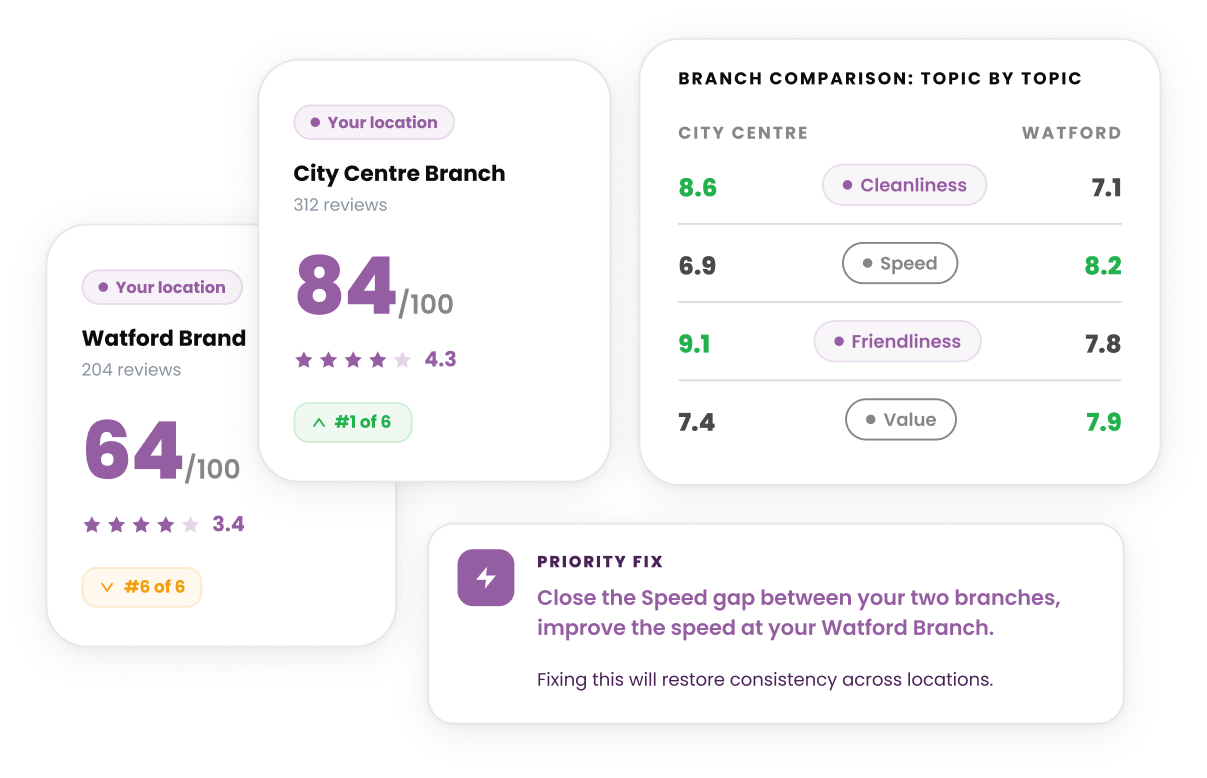 Your location
City Centre Branch
312 reviews
84/100
4.3
#1 of 6
Your location
Watford Brand
204 reviews
64/100
3.4
#6 of 6
BRANCH COMPARISON: TOPIC BY TOPIC
CITY CENTRE WATFORD
8.6 Cleanliness 7.1
6.9 Speed 8.2
9.1 Friendliness 7.8
7.4 Value 7.9
PRIORITY FIX
Close the Speed gap between your two branches,
improve the speed at your Watford Branch.
Fixing this will restore consistency across locations.